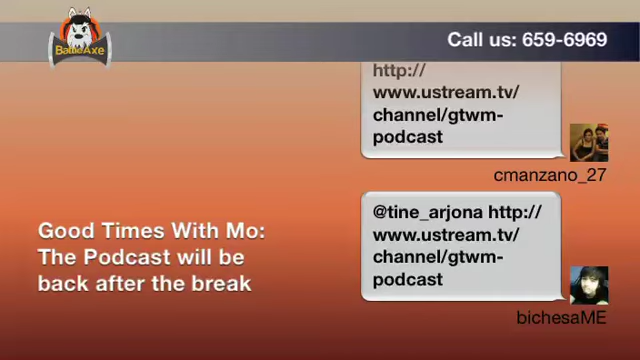 BattleAxe
Call us: 659-6969
http://
www.ustream.tv/
channel/gtwm-
podcast
cmanzano_27
Good Times With Mo:
The Podcast will be
back after the break
@tine_arjona http://
www.ustream.tv/
channel/gtwm-
podcast
bichesaME